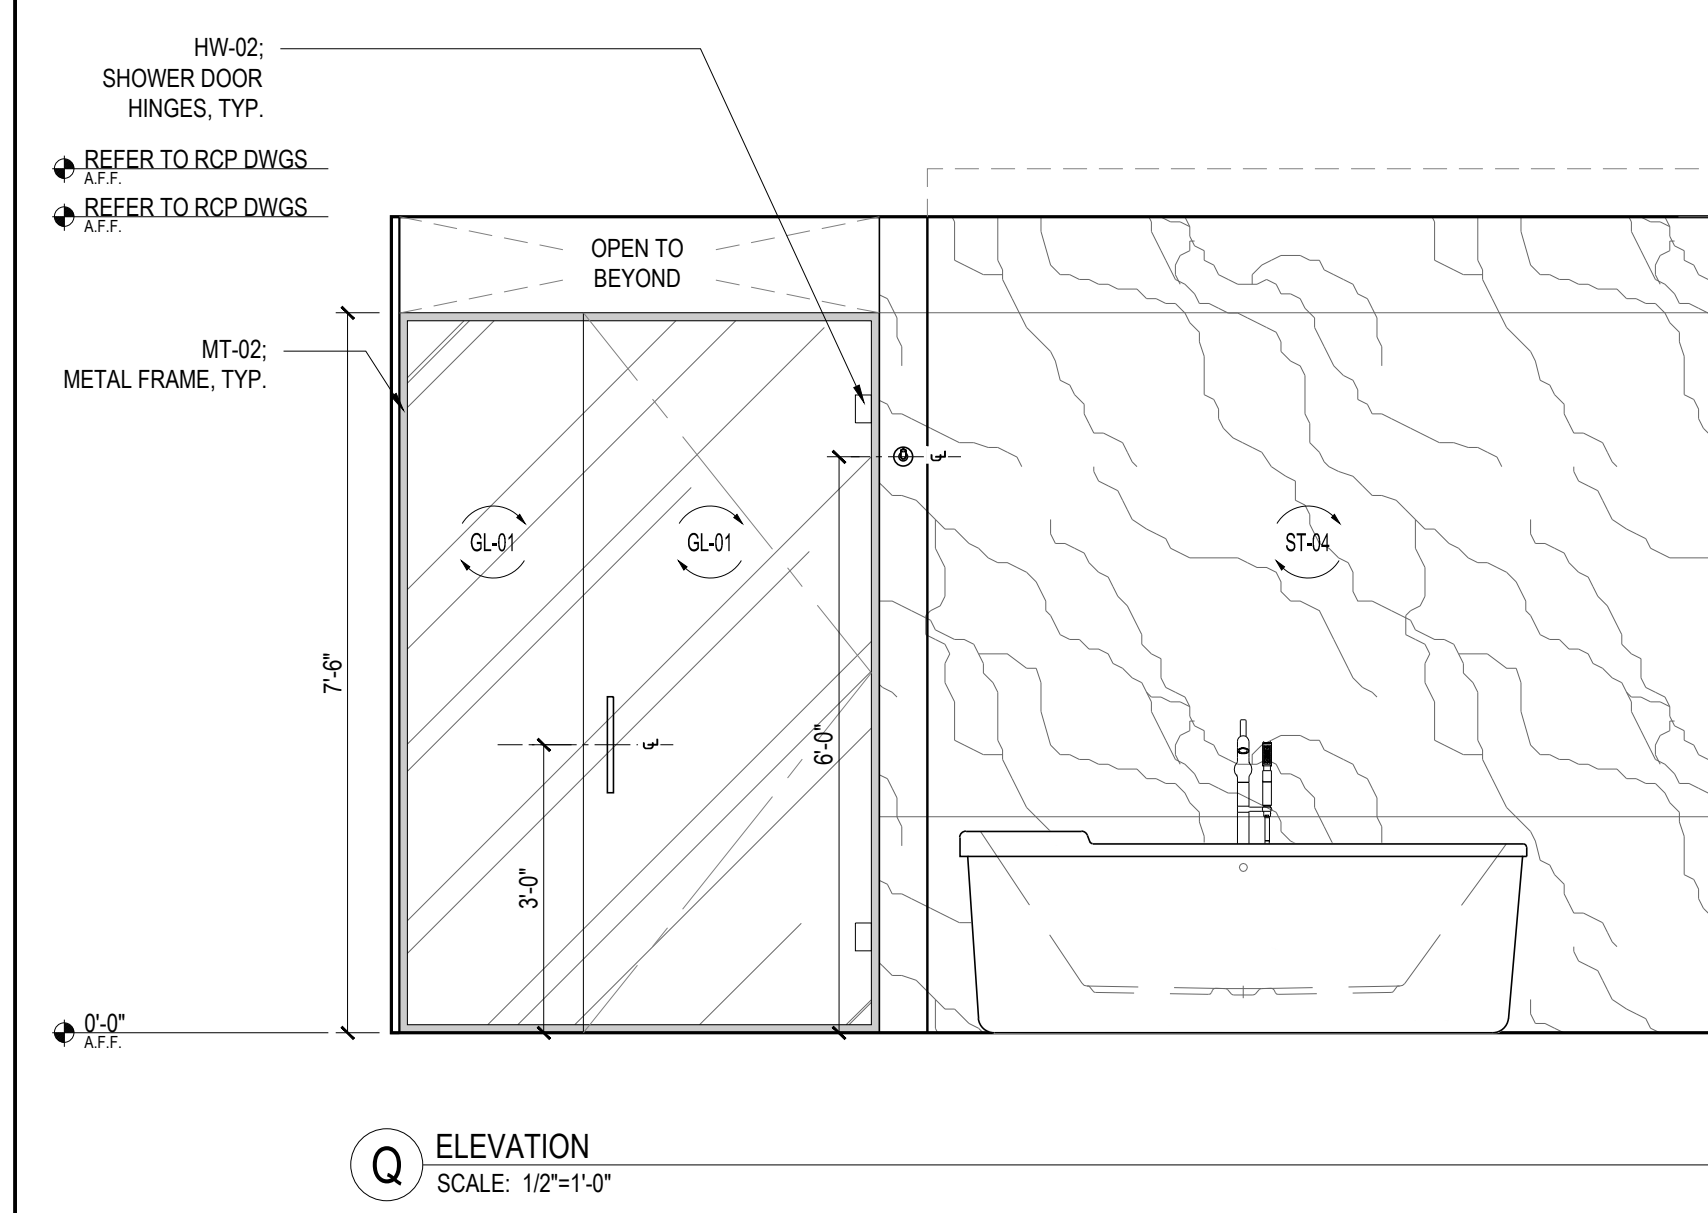 HW-02;
SHOWER DOOR
HINGES, TYP.
REFER TO RCP DWGS
A.F.F.
REFER TO RCP DWGS
A.F.F.
OPEN TO
BEYOND
MT-02;
METAL FRAME, TYP.
CL
GL-01
GL-01
ST-04
7'-6"
CL
6'-0"
3'-0"
0'-0"
A.F.F.
Q
ELEVATION
SCALE: 1/2"=1'-0"